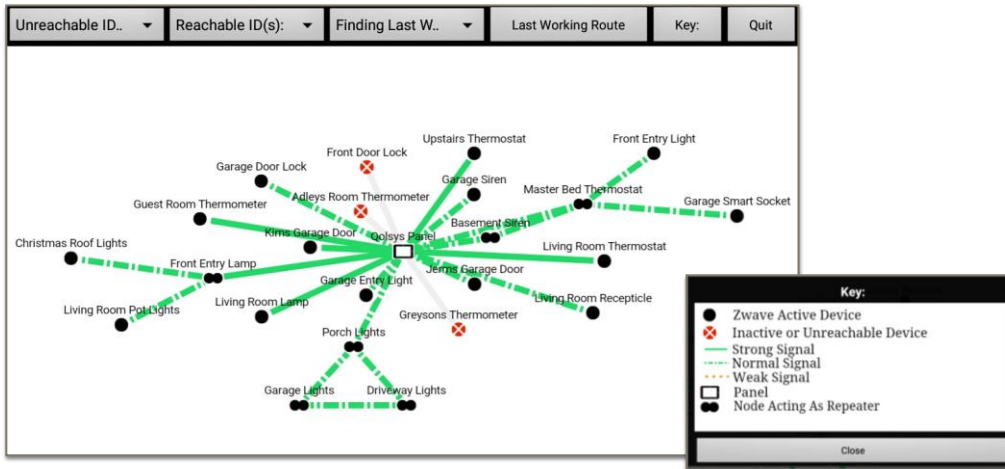 Unreachable ID..
Reachable ID(s):
Finding Last W..
Last Working Route
Key:
Quit
Upstairs Thermostat
Front Entry Light
Front Door Lock
Garage Door Lock
Garage Siren
Master Bed Thermostat
Adleys Room Thermometer
Guest Room Thermometer
Garage Smart Socket
Basement Siren
Kims Garage Door
Qolsys Panel
Christmas Roof Lights
Living Room Thermostat
Front Entry Lamp
Jerms Garage Door
Garage Entry Light
Living Room Pot Lights
Living Room Lamp
Living Room Recepticle
Greysons Thermometer
Porch Lights
Garage Lights
Driveway Lights
Key:
Zwave Active Device
Inactive or Unreachable Device
Strong Signal
Normal Signal
Weak Signal
Panel
Node Acting As Repeater
Close